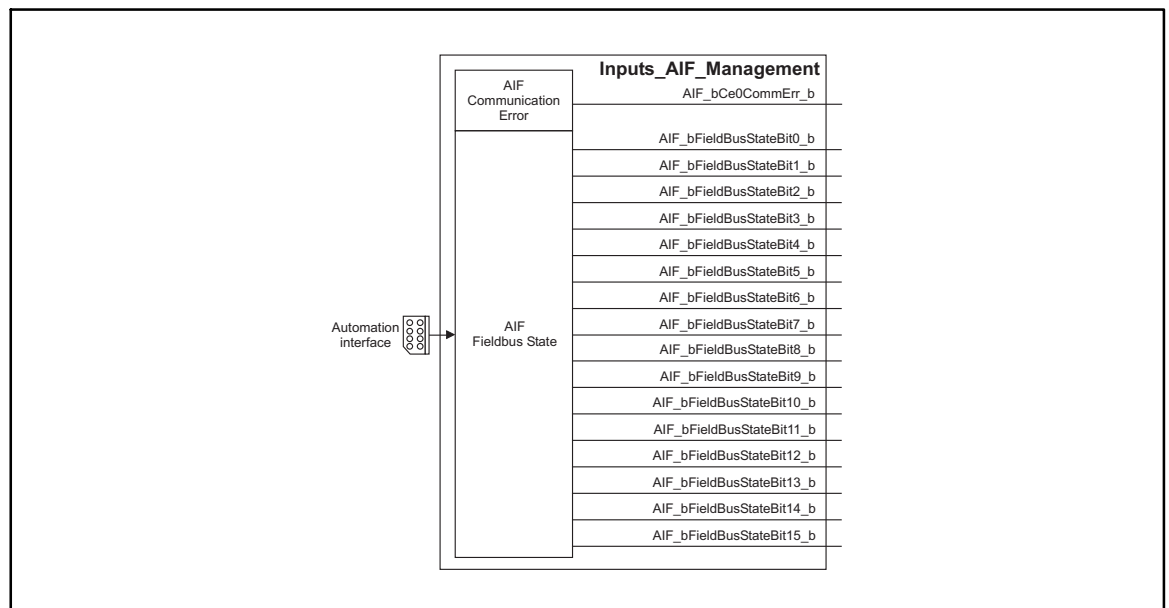 Inputs_AIF_Management
AIF
Communication
Error
AIF_bCe0CommErr_b
AIF_bFieldBusStateBit0_b
AIF_bFieldBusStateBit1_b
AIF_bFieldBusStateBit2_b
AIF_bFieldBusStateBit3_b
AIF_bFieldBusStateBit4_b
AIF_bFieldBusStateBit5_b
AIF_bFieldBusStateBit6_b
Automation
interface
AIF
Fieldbus State
AIF_bFieldBusStateBit7_b
AIF_bFieldBusStateBit8_b
AIF_bFieldBusStateBit9_b
AIF_bFieldBusStateBit10_b
AIF_bFieldBusStateBit11_b
AIF_bFieldBusStateBit12_b
AIF_bFieldBusStateBit13_b
AIF_bFieldBusStateBit14_b
AIF_bFieldBusStateBit15_b